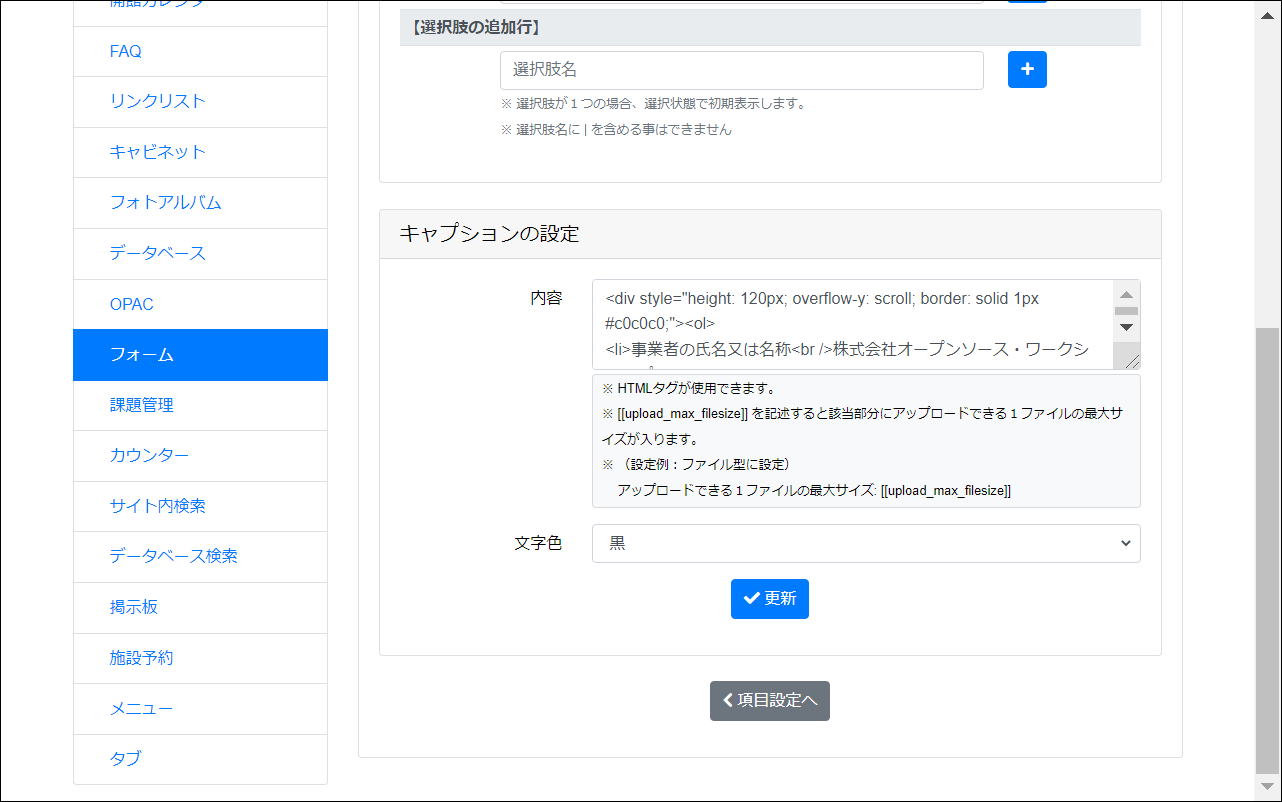 FAQ
リンクリスト
キャビネット
フォトアルバム
データベース
OPAC
フォーム
課題管理
カウンター
サイト内検索
データベース検索
掲示板
施設予約
メニュー
タブ
【選択肢の追加行】
選択肢名
※ 選択肢が１つの場合、選択状態で初期表示します。
※ 選択肢名に | を含める事はできません
キャプションの設定
内容
<div style="height: 120px; overflow-y: scroll; border: solid 1px
#c0c0c0;"><ol>
<li>事業者の氏名又は名称<br />株式会社オープンソース・ワークシ
※ HTMLタグが使用できます。
※ [[upload_max_filesize]] を記述すると該当部分にアップロードできる１ファイルの最大サ
イズが入ります。
※ （設定例：ファイル型に設定）
アップロードできる１ファイルの最大サイズ: [[upload_max_filesize]]
文字色
黒
更新
項目設定へ